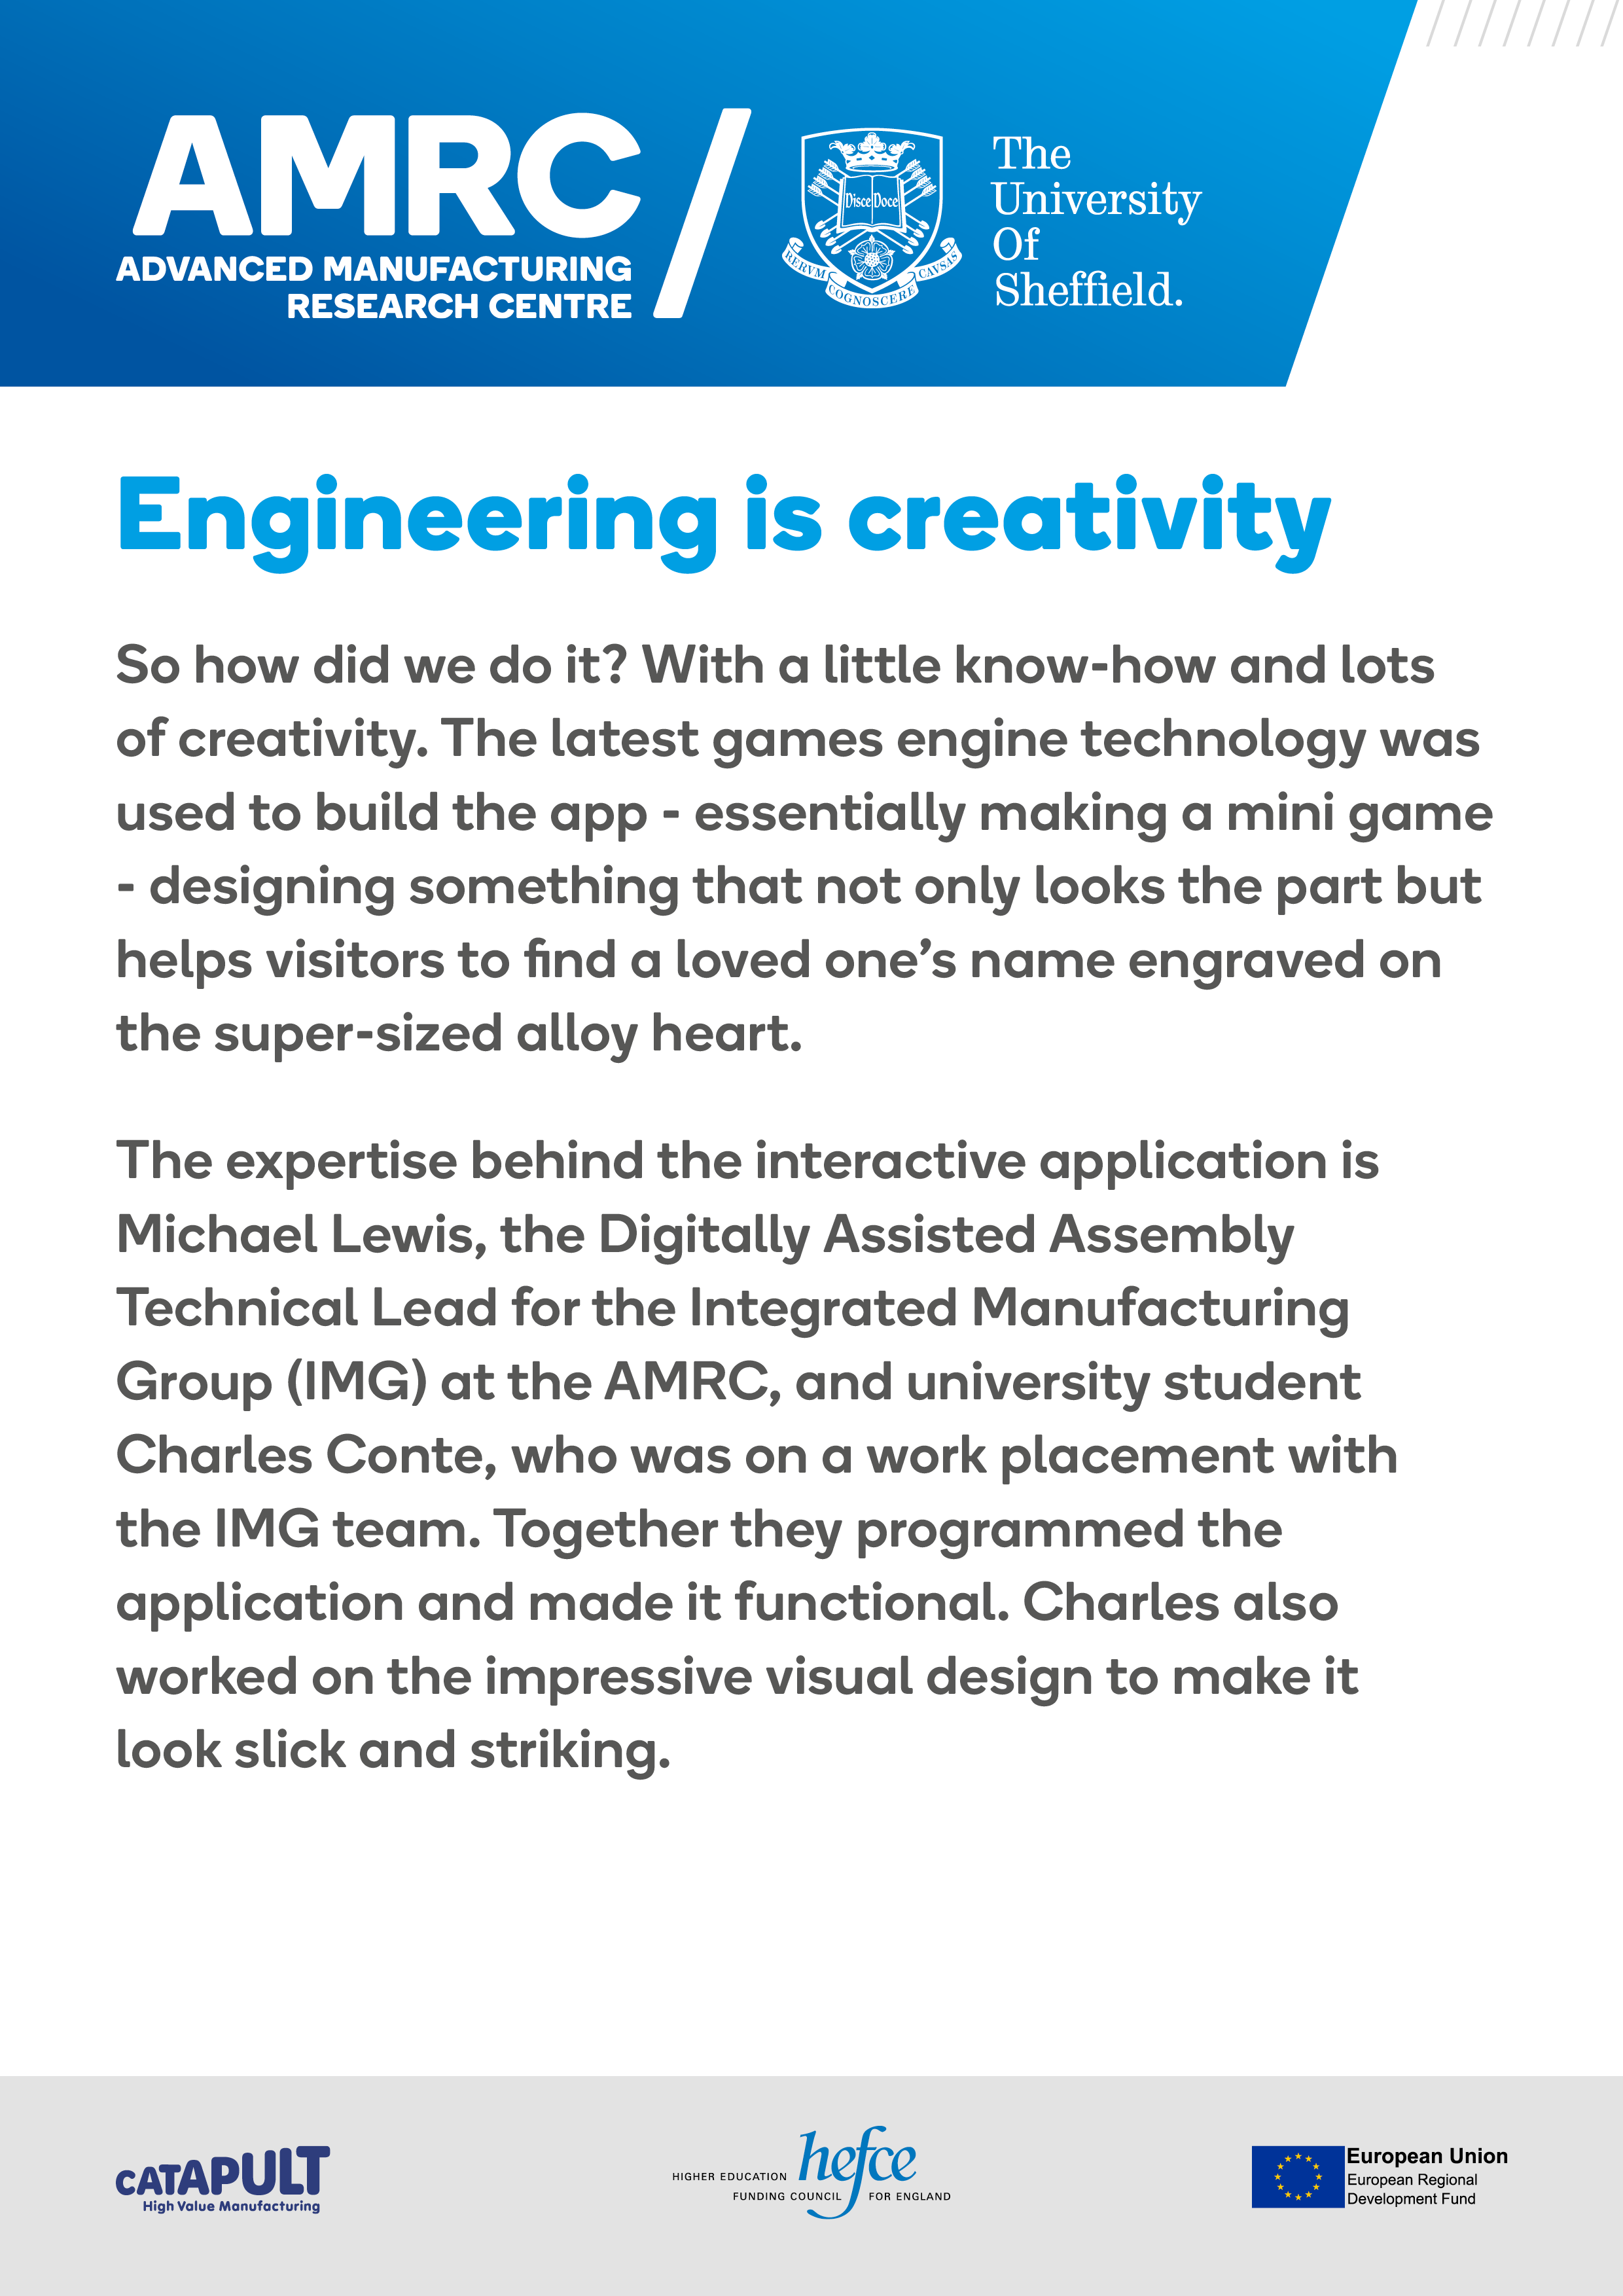 AMRC
ADVANCED MANUFACTURING
RESEARCH CENTRE
Disce Doce
RERVM
COGNOSCERE
CAVSAS
The
University
Of
Sheffield.
Engineering is creativity
So how did we do it? With a little know-how and lots
of creativity. The latest games engine technology was
used to build the app - essentially making a mini game
- designing something that not only looks the part but
helps visitors to find a loved one’s name engraved on
the super-sized alloy heart.
The expertise behind the interactive application is
Michael Lewis, the Digitally Assisted Assembly
Technical Lead for the Integrated Manufacturing
Group (IMG) at the AMRC, and university student
Charles Conte, who was on a work placement with
the IMG team. Together they programmed the
application and made it functional. Charles also
worked on the impressive visual design to make it
look slick and striking.
CATAPULT
High Value Manufacturing
hefce
HIGHER EDUCATION
FUNDING COUNCIL FOR ENGLAND
European Union
European Regional
Development Fund